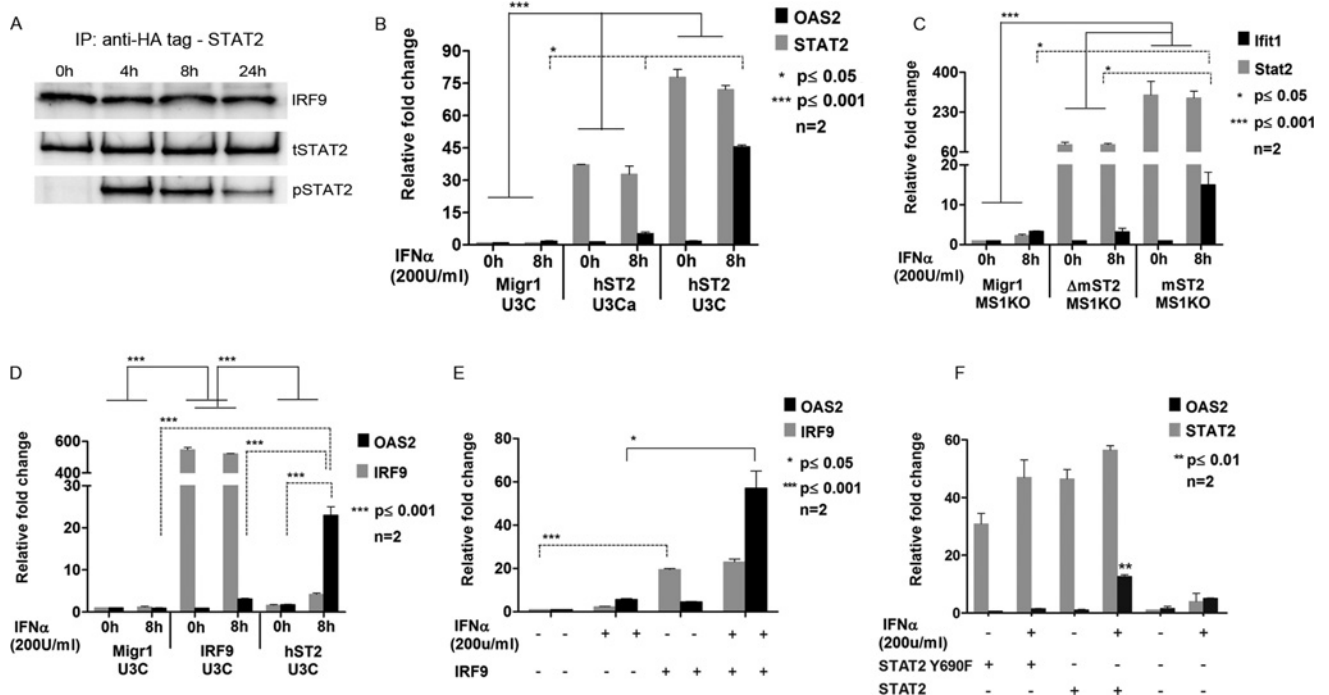 A
IP: anti-HA tag - STAT2
0h 4h 8h 24h
IRF9
tSTAT2
pSTAT2
B
***
*
OAS2
STAT2
* p≤ 0.05
*** p≤ 0.001
n=2
Relative fold change
90
75
60
45
30
15
0
IFNα
(200U/ml)
0h 8h 0h 8h 0h 8h
Migr1
U3C
hST2
U3Ca
hST2
U3C
C
***
*
*
Ifit1
Stat2
* p≤ 0.05
*** p≤ 0.001
n=2
Relative fold change
400
230
60
20
10
0
IFNα
(200U/ml)
0h 8h 0h 8h 0h 8h
Migr1
MS1KO
ΔmST2
MS1KO
mST2
MS1KO
D
*** ***
***
***
***
OAS2
IRF9
*** p≤ 0.001
n=2
Relative fold change
600
400
30
20
10
0
IFNα
(200U/ml)
0h 8h 0h 8h 0h 8h
Migr1
U3C
IRF9
U3C
hST2
U3C
E
*
***
OAS2
IRF9
* p≤ 0.05
*** p≤ 0.001
n=2
Relative fold change
80
60
40
20
0
IFNα
(200u/ml)
- - + + - - + +
IRF9
- - - - + + + +
F
**
OAS2
STAT2
** p≤ 0.01
n=2
Relative fold change
60
40
20
0
IFNα
(200u/ml)
- + - + - +
STAT2 Y690F
+ + - - - -
STAT2
- - + + - -